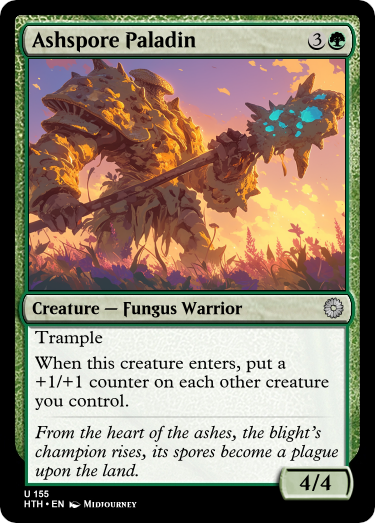 Ashspore Paladin 3
Creature — Fungus Warrior
Trample
When this creature enters, put a
+1/+1 counter on each other creature
you control.
From the heart of the ashes, the blight's
champion rises, its spores become a plague
upon the land.
4/4
U 155
HTH • EN Midjourney